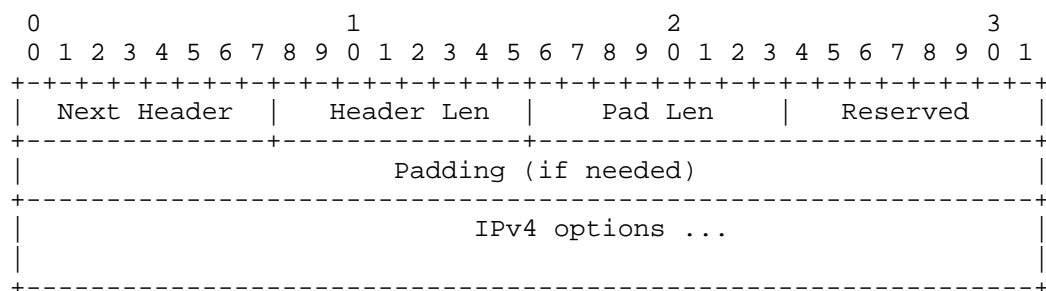 0                   1                   2                   3
 0 1 2 3 4 5 6 7 8 9 0 1 2 3 4 5 6 7 8 9 0 1 2 3 4 5 6 7 8 9 0 1
+-+-+-+-+-+-+-+-+-+-+-+-+-+-+-+-+-+-+-+-+-+-+-+-+-+-+-+-+-+-+-+-+
|  Next Header  |   Header Len  |    Pad Len    |   Reserved    |
+---------------+---------------+-------------------------------+
|                       Padding (if needed)                     |
+---------------------------------------------------------------+
|                            IPv4 options ...                   |
|                                                               |
+---------------------------------------------------------------+